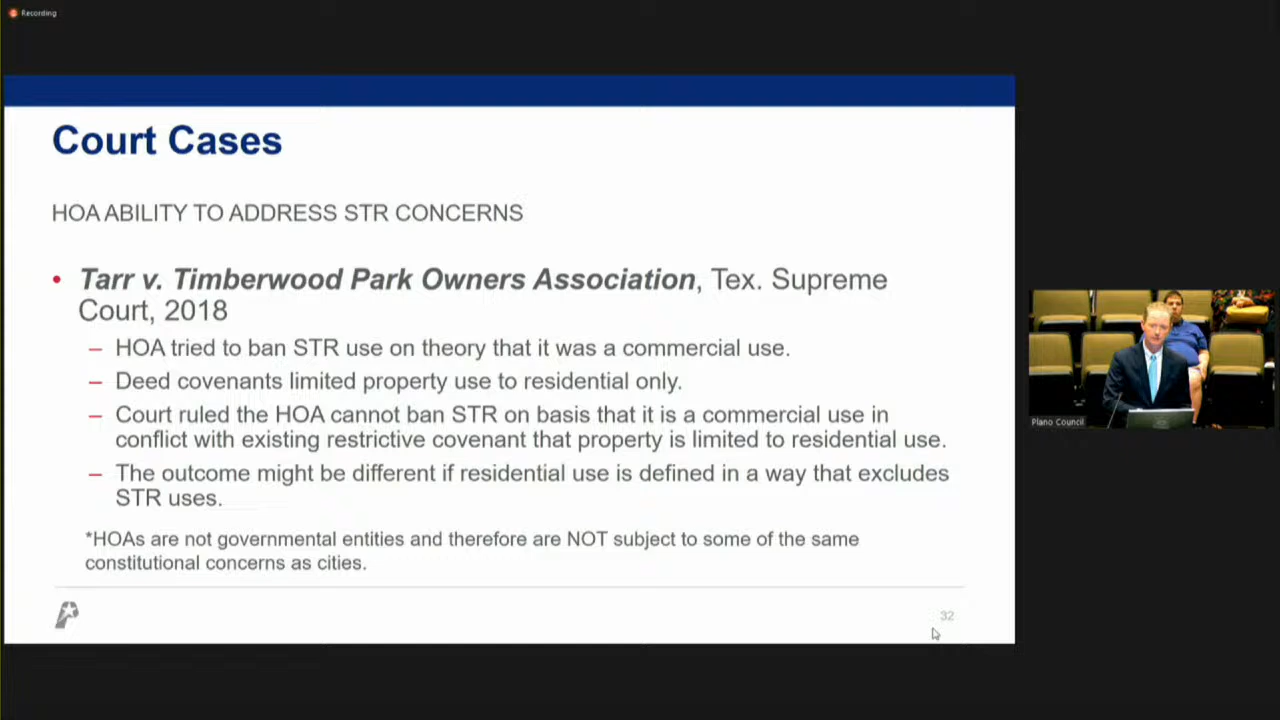 Recording
Court Cases
HOA ABILITY TO ADDRESS STR CONCERNS
• Tarr v. Timberwood Park Owners Association, Tex. Supreme
Court, 2018
– HOA tried to ban STR use on theory that it was a commercial use.
– Deed covenants limited property use to residential only.
– Court ruled the HOA cannot ban STR on basis that it is a commercial use in
conflict with existing restrictive covenant that property is limited to residential use.
– The outcome might be different if residential use is defined in a way that excludes
STR uses.
*HOAs are not governmental entities and therefore are NOT subject to some of the same
constitutional concerns as cities.
32
Plano Council